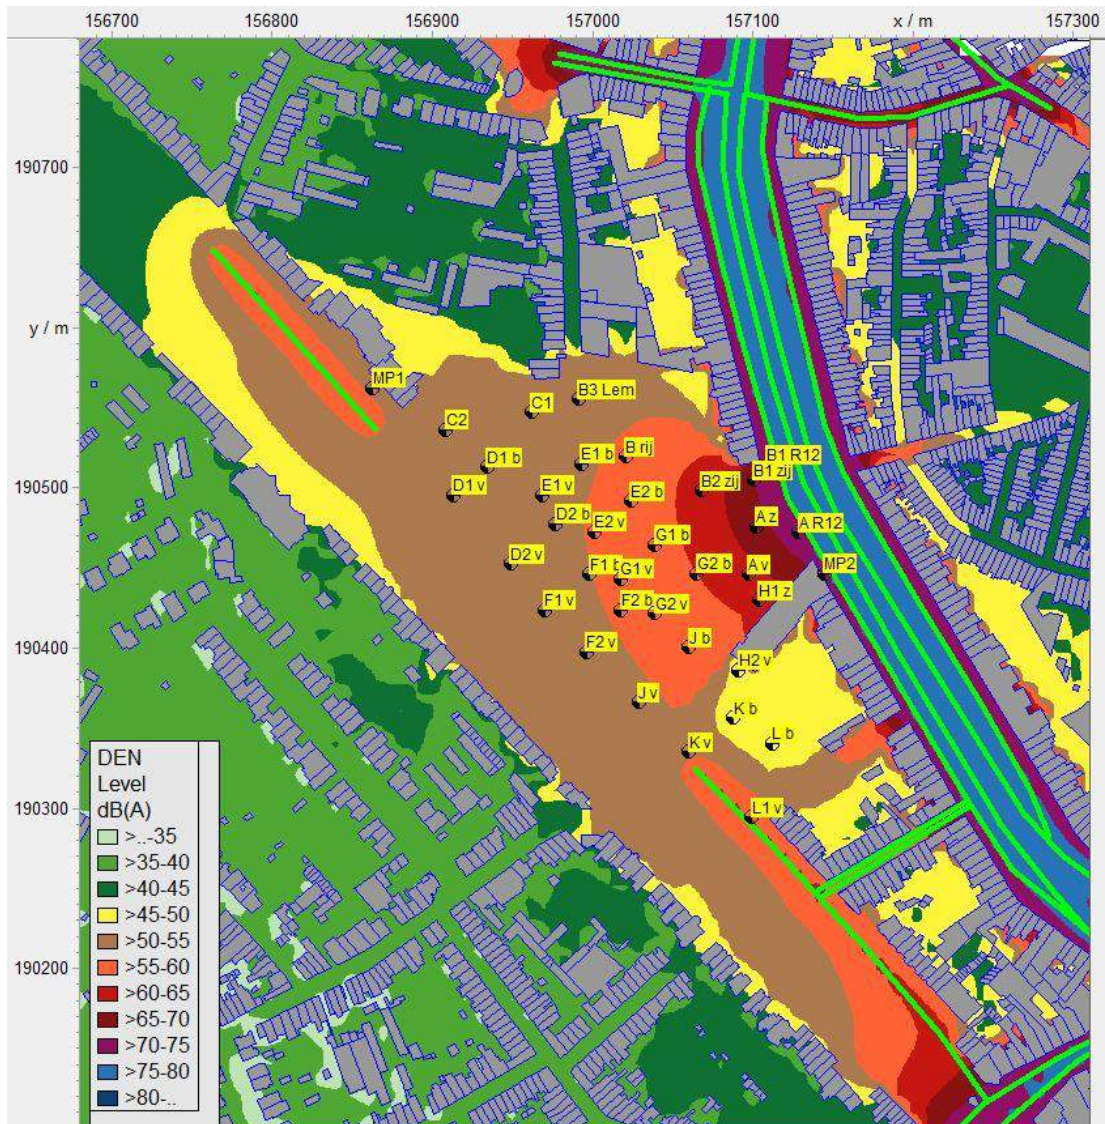 156700 156800 156900 157000 157100 x / m 157300
190700
y / m
MP1
B3 Lem
C1
C2
B rij
E1 b
D1 b
B1 R12
B1 zij
B2 zij
D1 v
E1 v
E2 b
190500
D2 b
E2 v
A z
A R12
G1 b
D2 v
F1 b
G1 v
G2 b
A v
MP2
H1 z
F1 v
F2 b
G2 v
190400
F2 v
J b
H2 v
J v
K b
K v
L b
190300
L1 v
190200
DEN
Level
dB(A)
>..-35
>35-40
>40-45
>45-50
>50-55
>55-60
>60-65
>65-70
>70-75
>75-80
>80-..